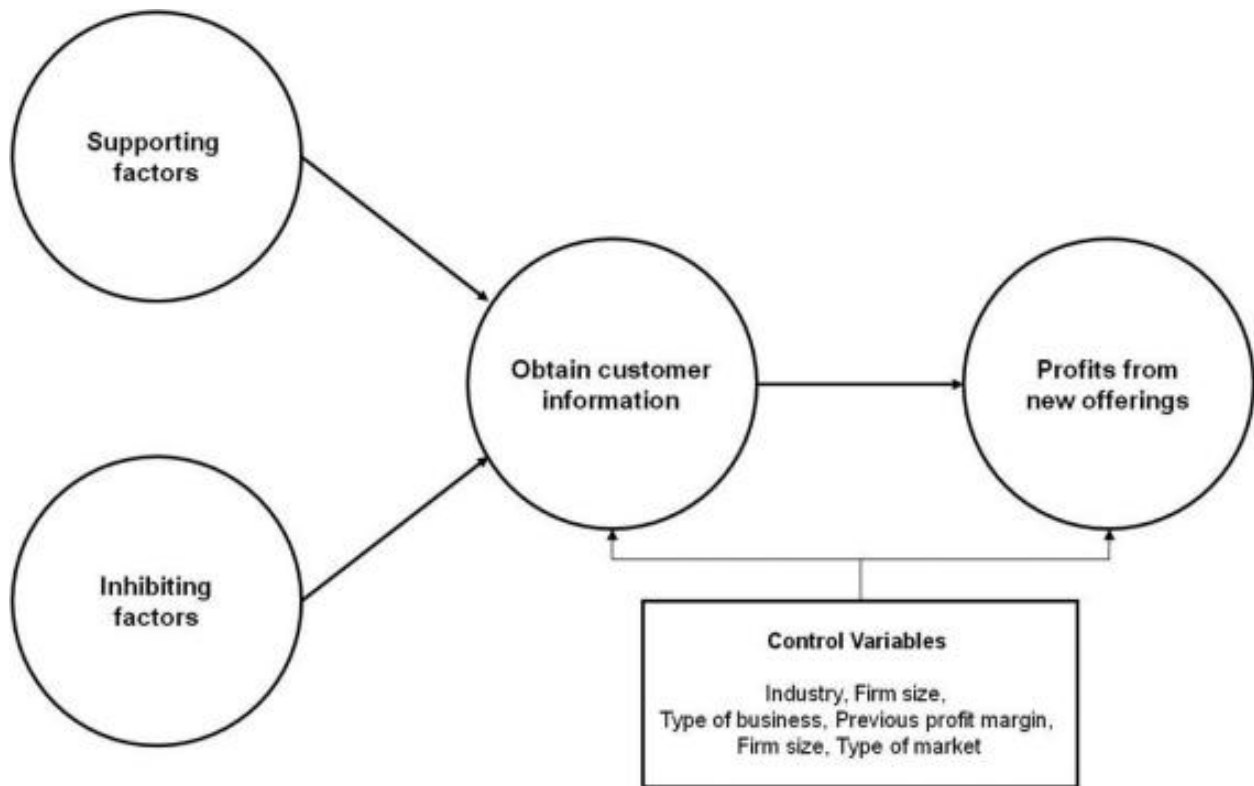 Supporting
factors
Obtain customer
information
Profits from
new offerings
Inhibiting
factors
Control Variables
Industry, Firm size,
Type of business, Previous profit margin,
Firm size, Type of market